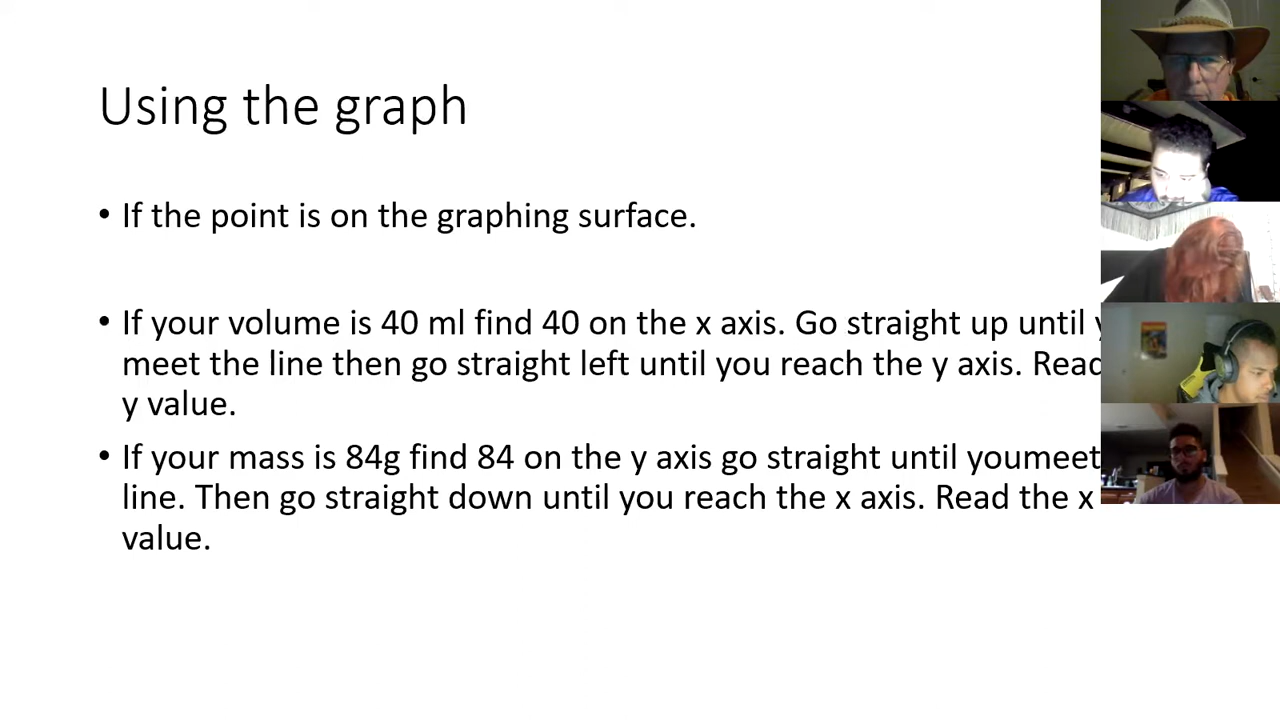 Using the graph
• If the point is on the graphing surface.
• If your volume is 40 ml find 40 on the x axis. Go straight up until
meet the line then go straight left until you reach the y axis. Read
y value.
• If your mass is 84g find 84 on the y axis go straight until youmeet
line. Then go straight down until you reach the x axis. Read the x
value.